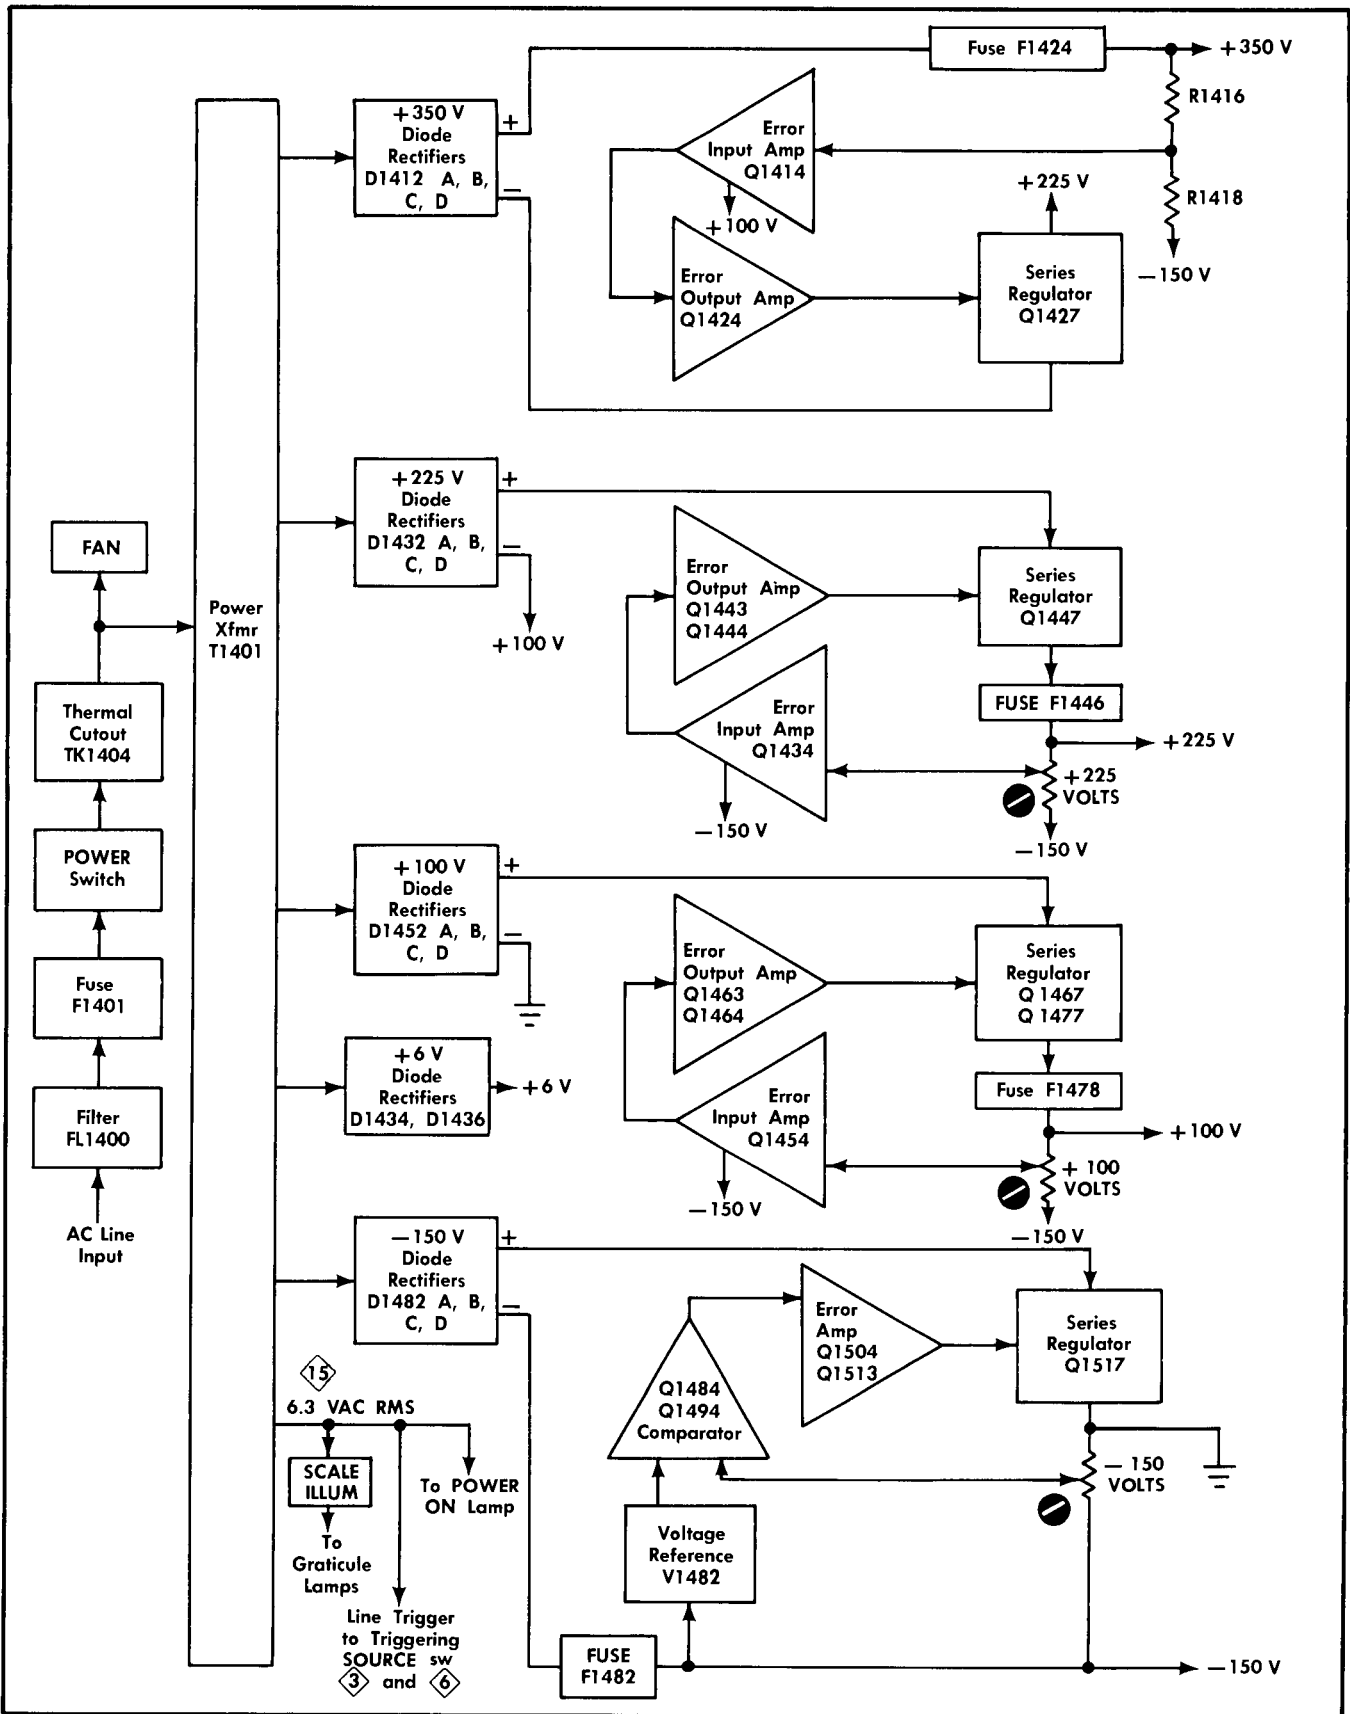 Fuse F1424
+350 V
R1416
+350 V
Diode
Rectifiers
D1412 A, B,
C, D
+
−
Error
Input Amp
Q1414
+100 V
+225 V
R1418
−150 V
Error
Output Amp
Q1424
Series
Regulator
Q1427
+225 V
Diode
Rectifiers
D1432 A, B,
C, D
+
−
+100 V
Error
Output Amp
Q1443
Q1444
Series
Regulator
Q1447
FUSE F1446
+225 V
+225
VOLTS
−150 V
Error
Input Amp
Q1434
−150 V
FAN
Power
Xfmr
T1401
Thermal
Cutout
TK1404
POWER
Switch
Fuse
F1401
Filter
FL1400
AC Line
Input
+100 V
Diode
Rectifiers
D1452 A, B,
C, D
+
−
Error
Output Amp
Q1463
Q1464
Series
Regulator
Q1467
Q1477
Fuse F1478
+100 V
+ 100
VOLTS
−150 V
Error
Input Amp
Q1454
−150 V
+6 V
Diode
Rectifiers
D1434, D1436
+6 V
−150 V
Diode
Rectifiers
D1482 A, B,
C, D
+
−
Error
Amp
Q1504
Q1513
Series
Regulator
Q1517
Q1484
Q1494
Comparator
− 150
VOLTS
Voltage
Reference
V1482
15
6.3 VAC RMS
SCALE
ILLUM
To
Graticule
Lamps
To POWER
ON Lamp
Line Trigger
to Triggering
SOURCE sw
3 and 6
FUSE
F1482
−150 V